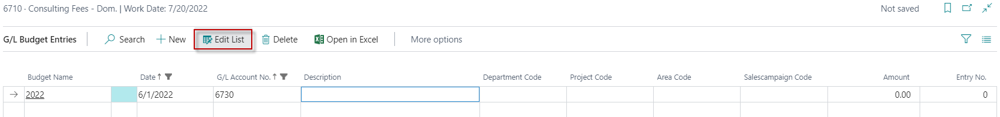 6710 · Consulting Fees - Dom. | Work Date: 7/20/2022 Not saved
G/L Budget Entries Search New Edit List Delete Open in Excel More options
Budget Name Date↑ G/L Account No.↑ Description Department Code Project Code Area Code Salescampaign Code Amount Entry No.
→ 2022 6/1/2022 6730 0.00 0